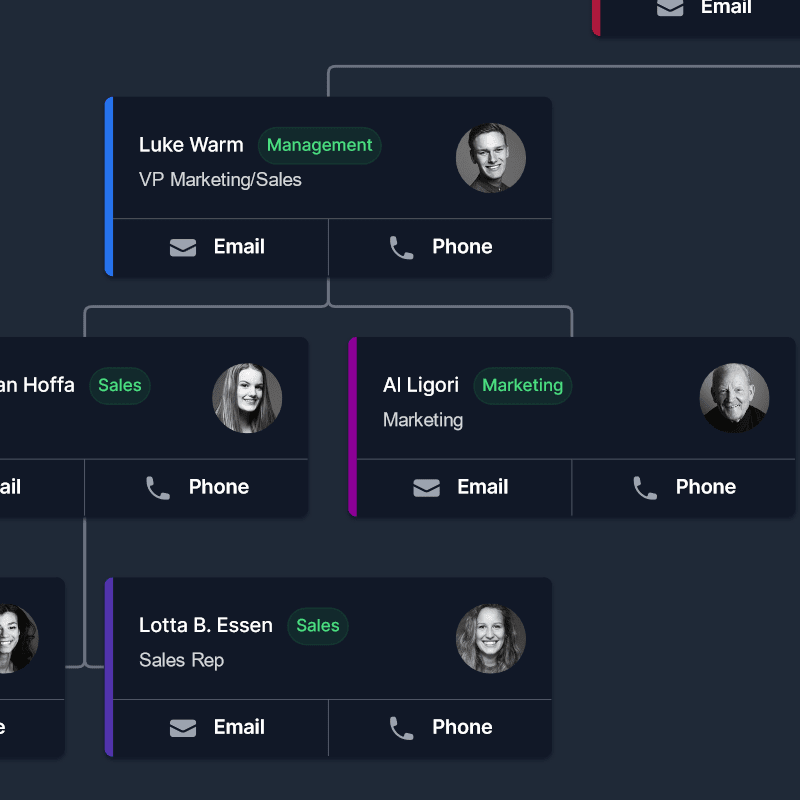 Email
Luke Warm Management
VP Marketing/Sales
Email Phone
an Hoffa Sales
Al Ligori Marketing
Marketing
ail Phone
Email Phone
Lotta B. Essen Sales
Sales Rep
e
Email Phone